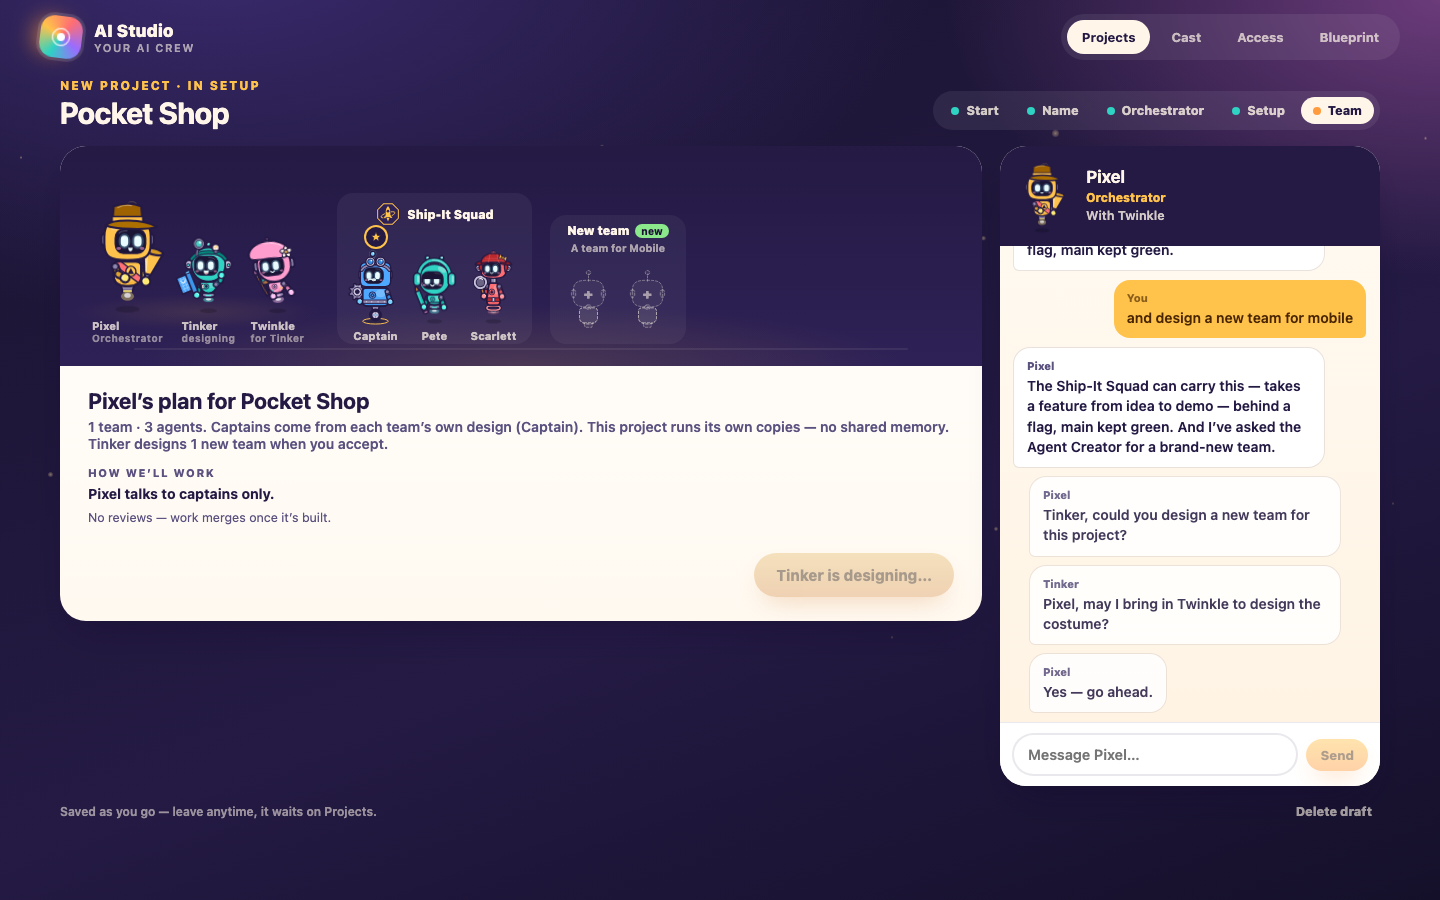 AI Studio
YOUR AI CREW
Projects
Cast
Access
Blueprint
NEW PROJECT · IN SETUP
Pocket Shop
Start
Name
Orchestrator
Setup
Team
Pixel
Orchestrator
Tinker
designing
Twinkle
for Tinker
Ship-It Squad
Captain
Pete
Scarlett
New team new
A team for Mobile
Pixel's plan for Pocket Shop
1 team · 3 agents. Captains come from each team's own design (Captain). This project runs its own copies — no shared memory.
Tinker designs 1 new team when you accept.
HOW WE'LL WORK
Pixel talks to captains only.
No reviews — work merges once it's built.
Tinker is designing...
Pixel
Orchestrator
With Twinkle
flag, main kept green.
You
and design a new team for mobile
Pixel
The Ship-It Squad can carry this — takes
a feature from idea to demo — behind a
flag, main kept green. And I've asked the
Agent Creator for a brand-new team.
Pixel
Tinker, could you design a new team for
this project?
Tinker
Pixel, may I bring in Twinkle to design the
costume?
Pixel
Yes — go ahead.
Message Pixel...
Send
Saved as you go — leave anytime, it waits on Projects.
Delete draft